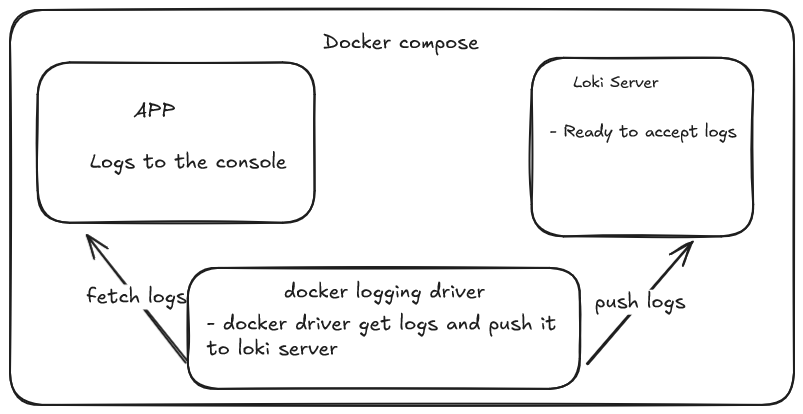 Docker compose
APP
Logs to the console
Loki Server
- Ready to accept logs
fetch logs
docker logging driver
- docker driver get logs and push it
to loki server
push logs